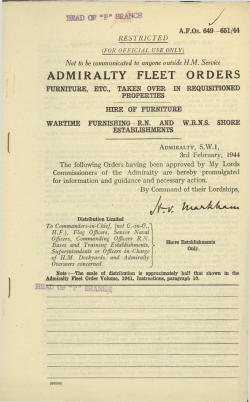 HEAD OF "P" BRANCH
A.F.Os. 649—651/44
RESTRICTED
(FOR OFFICIAL USE ONLY)
Not to be communicated to anyone outside H.M. Service
ADMIRALTY FLEET ORDERS
FURNITURE, ETC., TAKEN OVER IN REQUISITIONED
PROPERTIES
HIRE OF FURNITURE
WARTIME FURNISHING—R.N. AND W.R.N.S. SHORE
ESTABLISHMENTS
ADMIRALTY, S.W.1,
3rd February, 1944
The following Orders having been approved by My Lords
Commissioners of the Admiralty are hereby promulgated
for information and guidance and necessary action.
By Command of their Lordships,
H.V. Markham
Distribution Limited
To Commanders-in-Chief, (not C.-in-C.,
H.F.), Flag Officers, Senior Naval
Officers, Commanding Officers R.N.
Bases and Training Establishments,
Superintendents or Officers in Charge
of H.M. Dockyards, and Admiralty
Overseers concerned.
Shore Establishments
Only.
Note:—The scale of distribution is approximately half that shown in the
Admiralty Fleet Order Volume, 1941, Instructions, paragraph 10.
HEAD OF "P" BRANCH